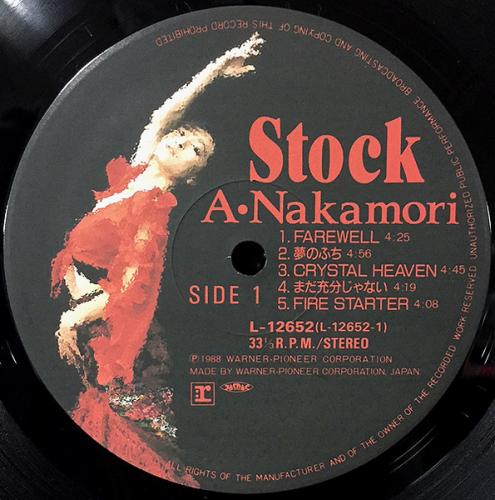 Stock
A·Nakamori
1. FAREWELL 4:25
2. 夢のふち 4:56
3. CRYSTAL HEAVEN 4:45
4. まだ充分じゃない 4:19
5. FIRE STARTER 4:08
SIDE 1
L-12652(L-12652-1)
33⅓ R.P.M./STEREO
Ⓟ1988 WARNER-PIONEER CORPORATION
MADE BY WARNER-PIONEER CORPORATION, JAPAN
r
JASRAC
ALL RIGHTS OF THE MANUFACTURER AND OF THE OWNER OF THE RECORDED WORK RESERVED UNAUTHORIZED PUBLIC PERFORMANCE BROADCASTING AND COPYING OF THIS RECORD PROHIBITED